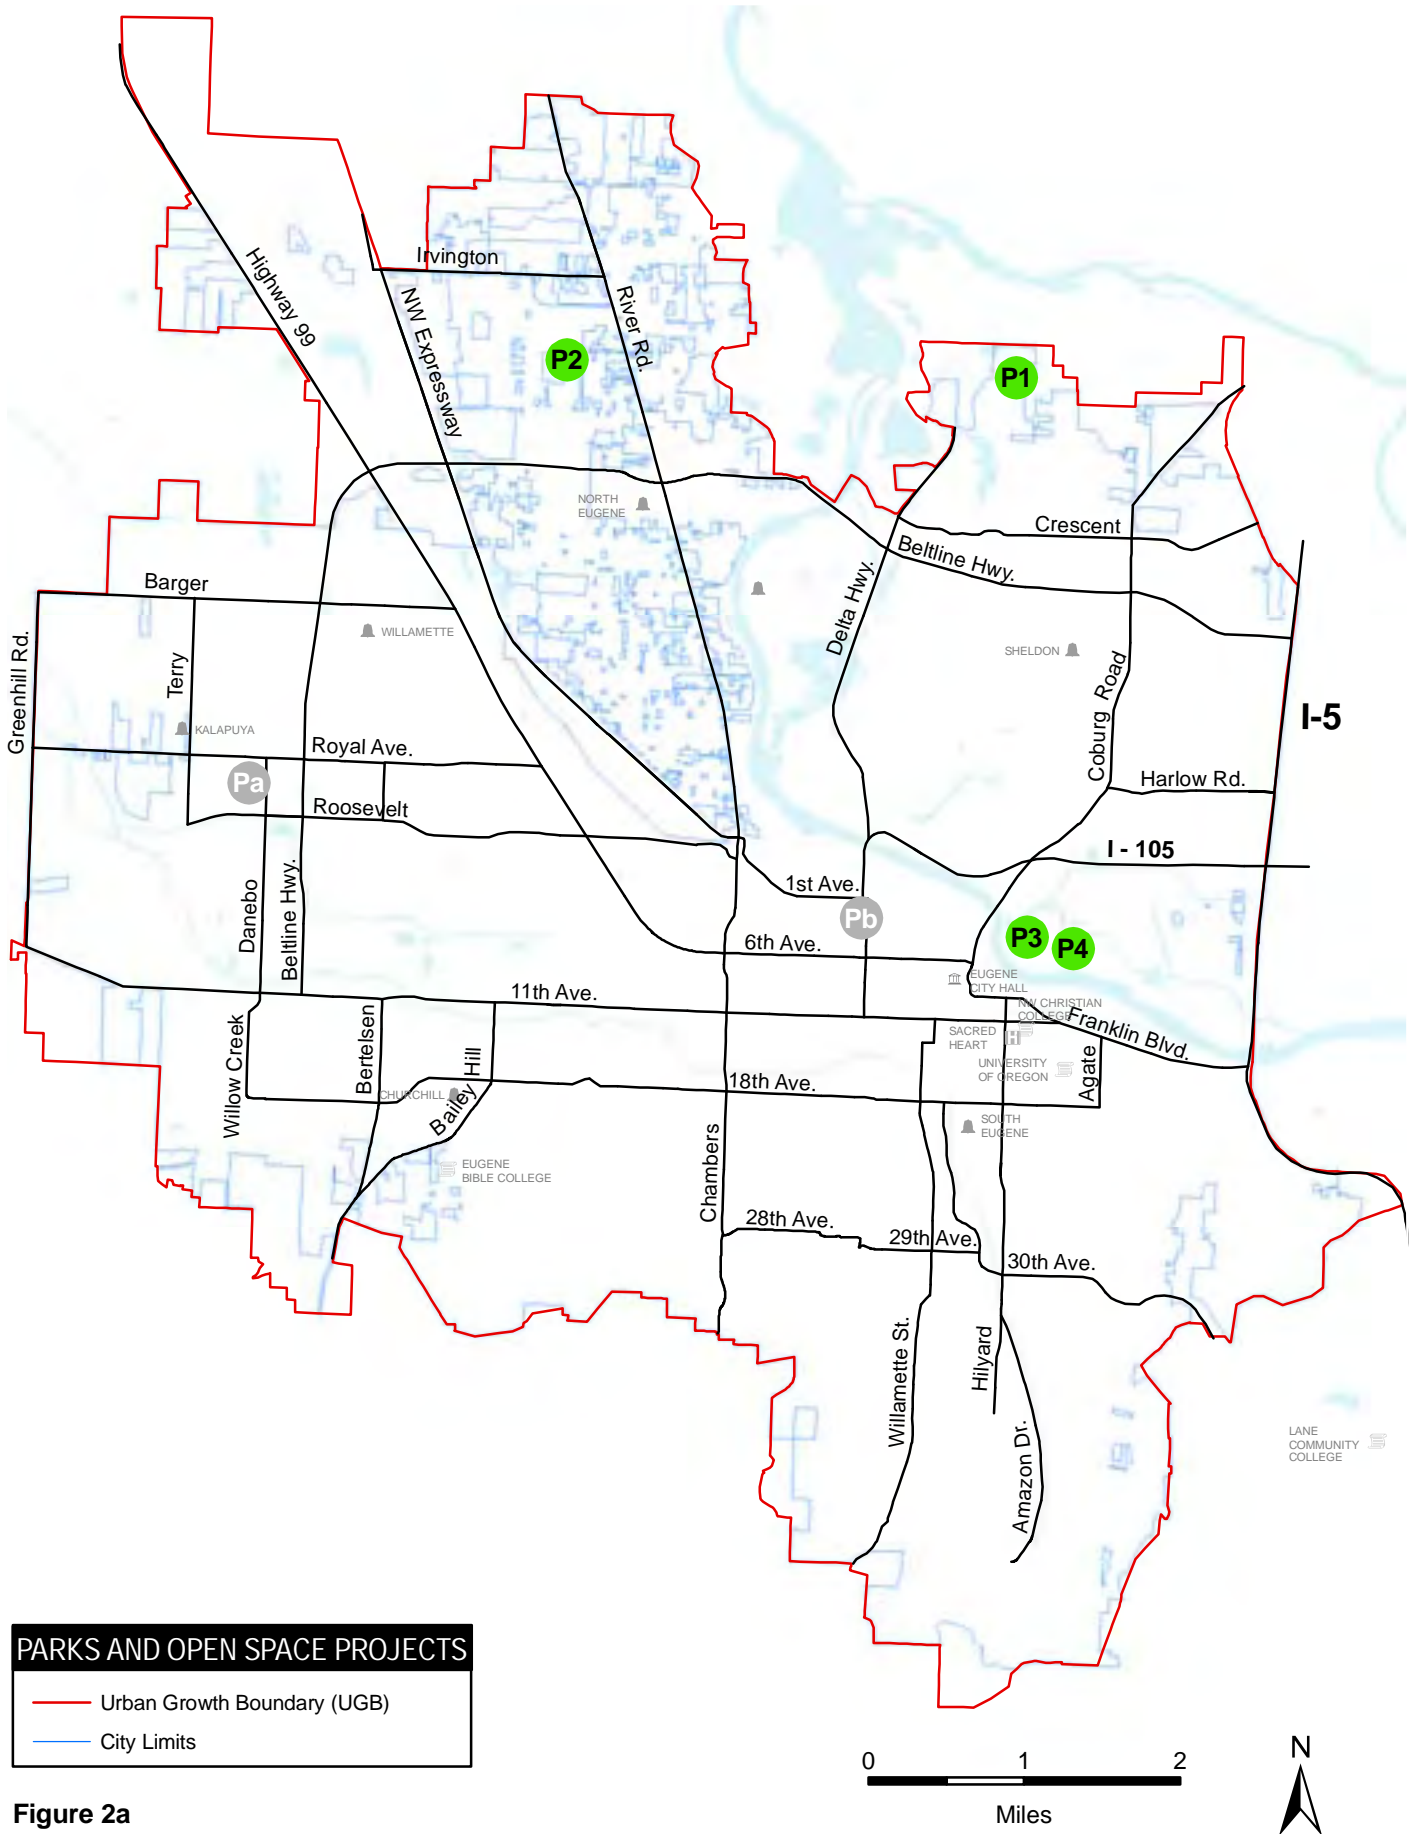 Irvington
Highway 99
NW Expressway
River Rd.
P2
P1
NORTH
EUGENE
Crescent
Beltline Hwy.
Delta Hwy.
Barger
WILLAMETTE
SHELDON
Greenhill Rd.
Terry
KALAPUYA
Coburg Road
I-5
Royal Ave.
Pa
Roosevelt
Harlow Rd.
I - 105
1st Ave.
Pb
Danebo
Beltline Hwy.
6th Ave.
P3
P4
EUGENE
CITY HALL
11th Ave.
NW CHRISTIAN
COLLEGE
Franklin Blvd.
SACRED
HEART
H
UNIVERSITY
OF OREGON
Agate
Willow Creek
Bertelsen
Bailey Hill
CHURCHILL
18th Ave.
SOUTH
EUGENE
EUGENE
BIBLE COLLEGE
Chambers
28th Ave.
29th Ave.
30th Ave.
Willamette St.
Hilyard
Amazon Dr.
LANE
COMMUNITY
COLLEGE
PARKS AND OPEN SPACE PROJECTS
Urban Growth Boundary (UGB)
City Limits
0 1 2
Miles
N
Figure 2a